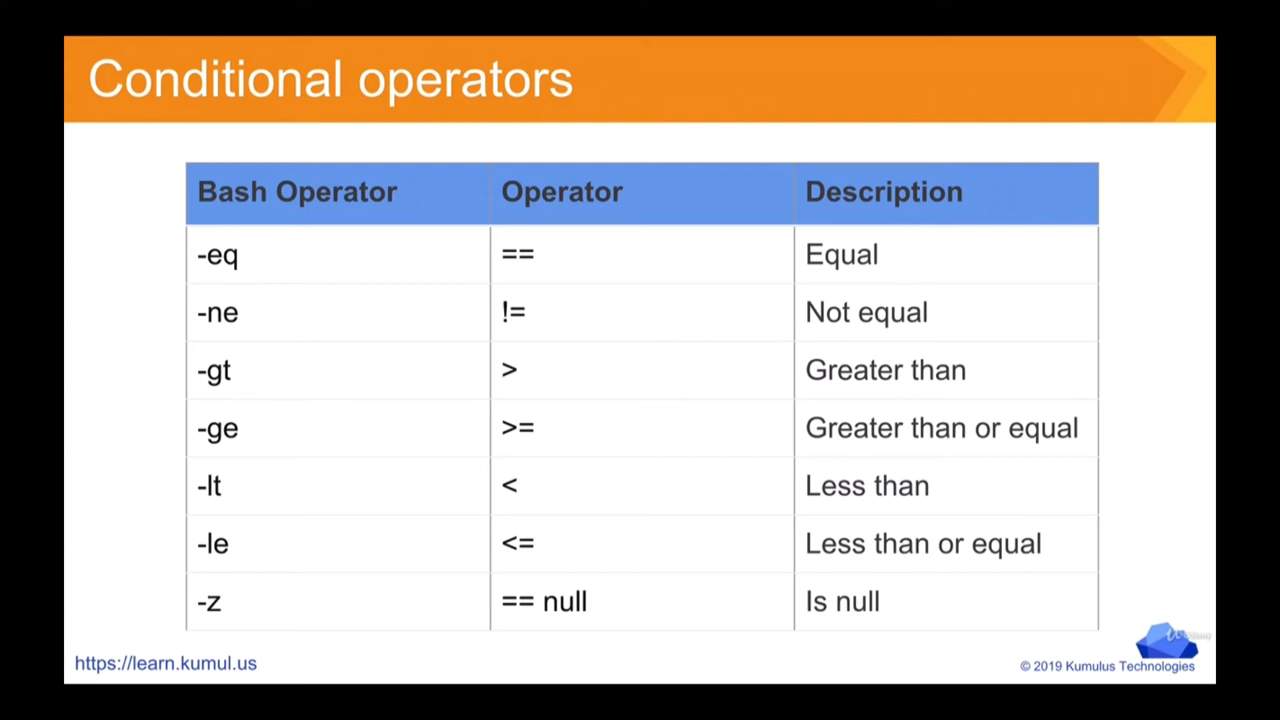 Conditional operators
Bash Operator Operator Description
-eq == Equal
-ne != Not equal
-gt > Greater than
-ge >= Greater than or equal
-lt < Less than
-le <= Less than or equal
-z == null Is null
Udemy
https://learn.kumul.us © 2019 Kumulus Technologies